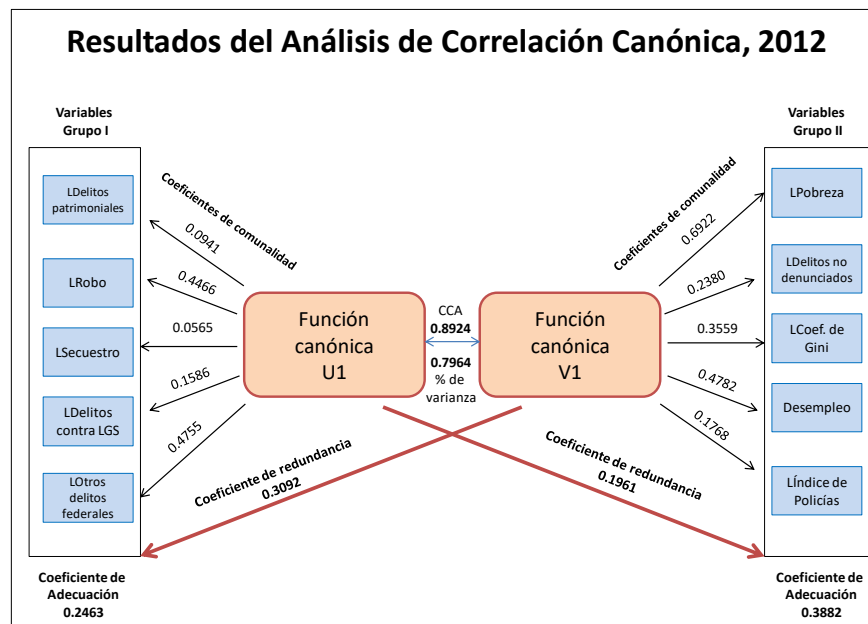 Resultados del Análisis de Correlación Canónica, 2012
Variables
Grupo I
LDelitos
patrimoniales
LRobo
LSecuestro
LDelitos
contra LGS
LOtros
delitos
federales
Coeficiente de
Adecuación
0.2463
Coeficientes de comunalidad
0.0941
0.4466
0.0565
0.1586
0.4755
Función
canónica
U1
CCA
0.8924
0.7964
% de
varianza
Función
canónica
V1
Coeficiente de redundancia
0.3092
Coeficiente de redundancia
0.1961
Coeficientes de comunalidad
0.6922
0.2380
0.3559
0.4782
0.1768
Variables
Grupo II
LPobreza
LDelitos no
denunciados
LCoef. de
Gini
Desempleo
LÍndice de
Policías
Coeficiente de
Adecuación
0.3882